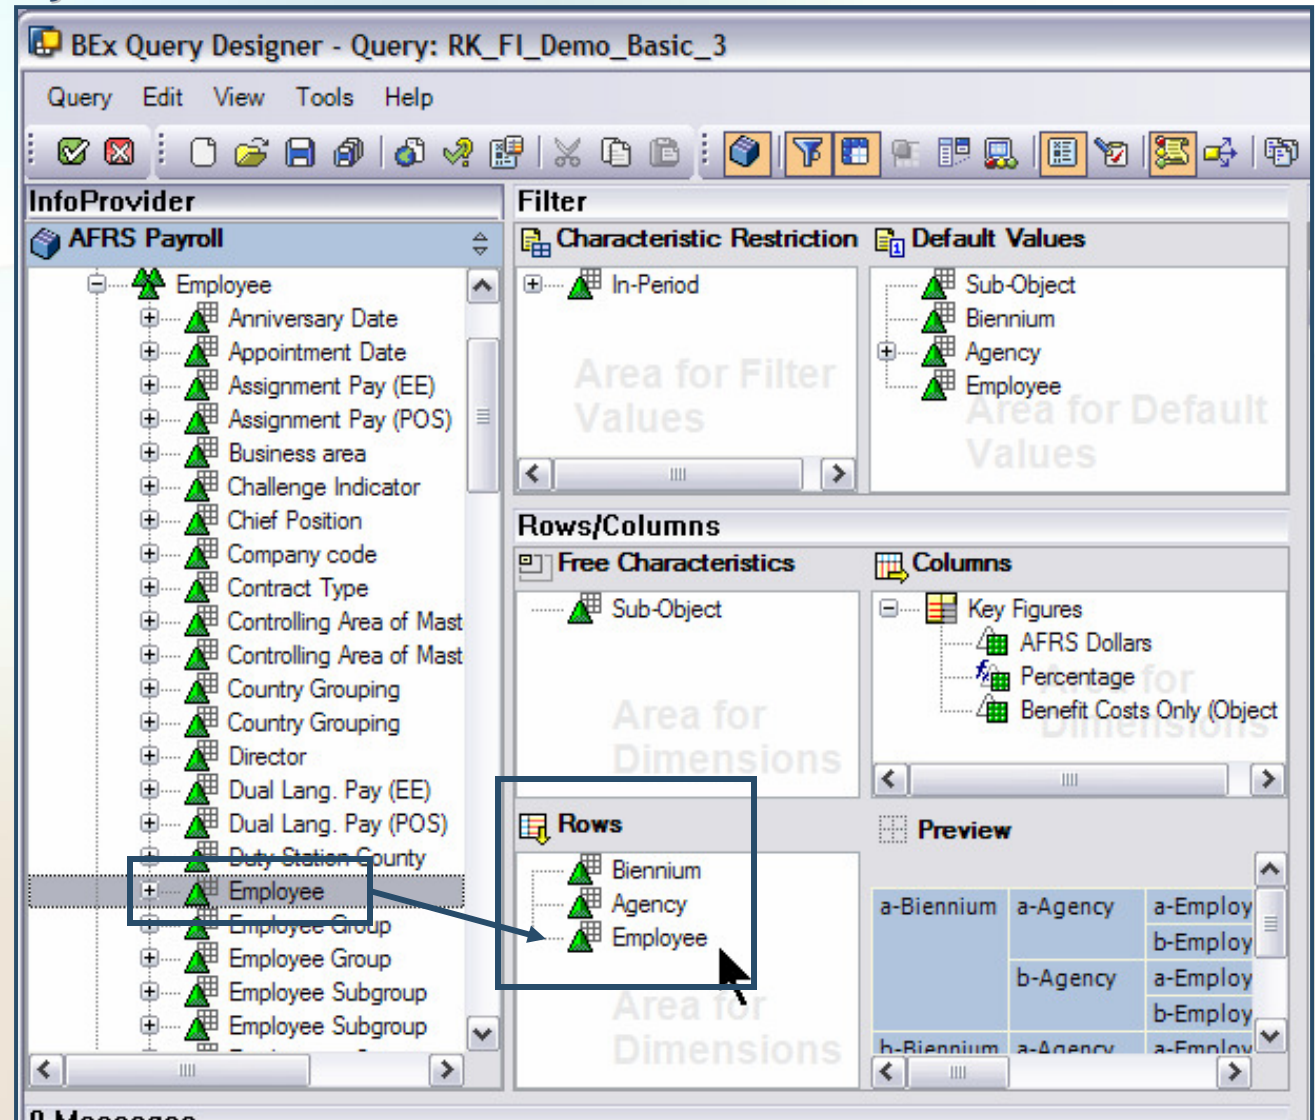 BEx Query Designer - Query: RK_FI_Demo_Basic_3
Query Edit View Tools Help
InfoProvider
AFRS Payroll
Employee
Anniversary Date
Appointment Date
Assignment Pay (EE)
Assignment Pay (POS)
Business area
Challenge Indicator
Chief Position
Company code
Contract Type
Controlling Area of Mast
Controlling Area of Mast
Country Grouping
Country Grouping
Director
Dual Lang. Pay (EE)
Dual Lang. Pay (POS)
Duty Station County
Employee
Employee Group
Employee Group
Employee Subgroup
Employee Subgroup
Filter
Characteristic Restriction
In-Period
Area for Filter
Values
Default Values
Sub-Object
Biennium
Agency
Employee
Area for Default
Values
Rows/Columns
Free Characteristics
Sub-Object
Area for
Dimensions
Columns
Key Figures
AFRS Dollars
Percentage
Benefit Costs Only (Object
Area for
Dimensions
Rows
Biennium
Agency
Employee
Area for
Dimensions
Preview
a-Biennium a-Agency a-Employ
b-Employ
b-Agency a-Employ
b-Employ
b-Biennium a-Agency a-Employ